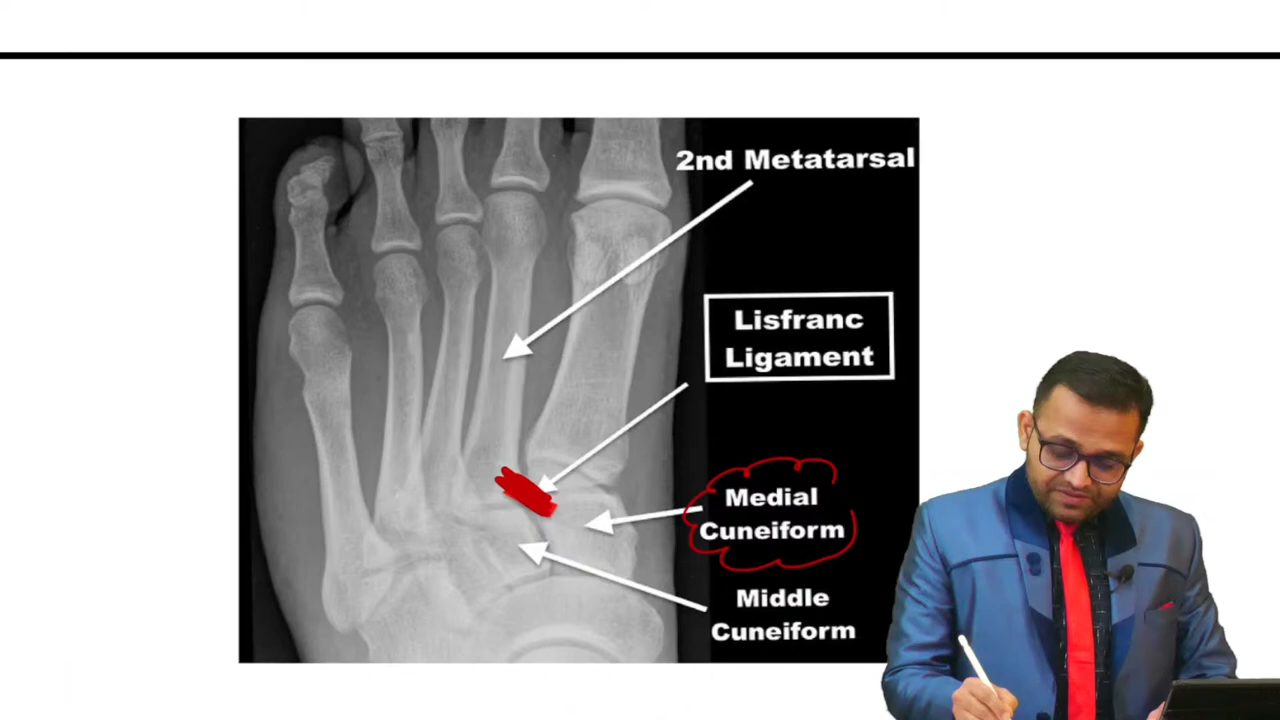 2nd Metatarsal
Lisfranc
Ligament
Medial
Cuneiform
Middle
Cuneiform